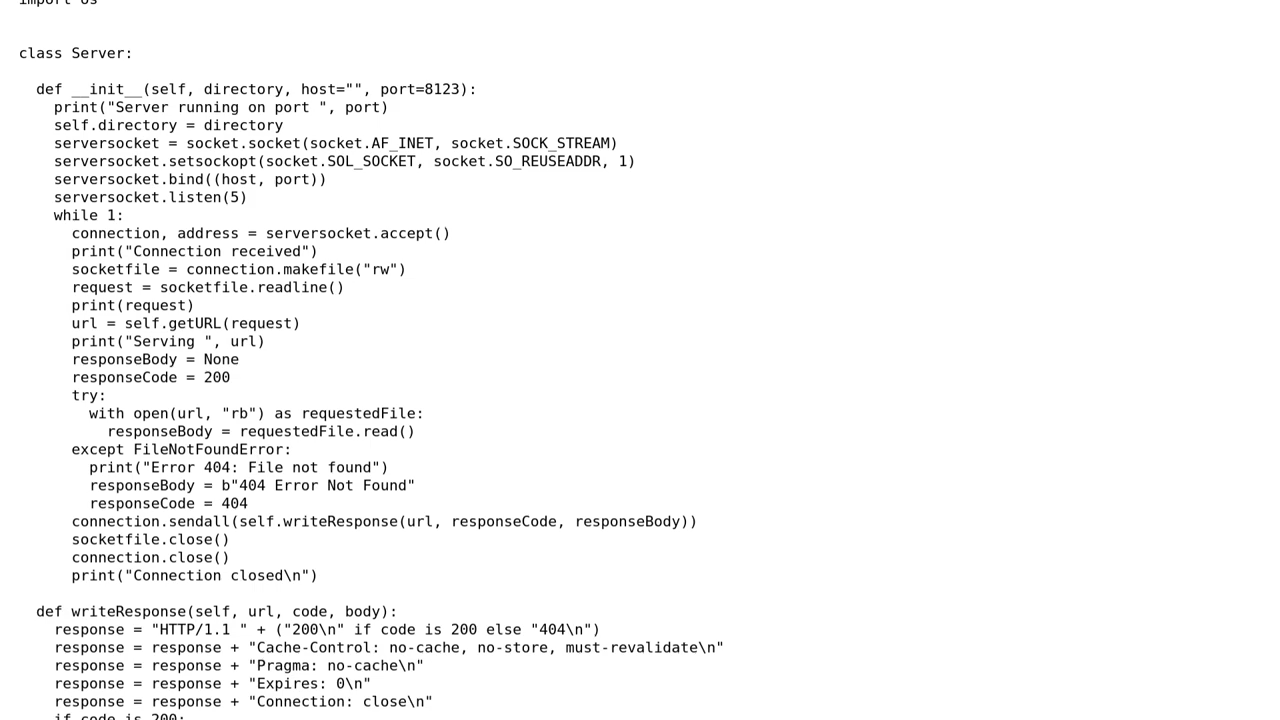 import os
class Server:
def __init__(self, directory, host="", port=8123):
print("Server running on port ", port)
self.directory = directory
serversocket = socket.socket(socket.AF_INET, socket.SOCK_STREAM)
serversocket.setsockopt(socket.SOL_SOCKET, socket.SO_REUSEADDR, 1)
serversocket.bind((host, port))
serversocket.listen(5)
while 1:
connection, address = serversocket.accept()
print("Connection received")
socketfile = connection.makefile("rw")
request = socketfile.readline()
print(request)
url = self.getURL(request)
print("Serving ", url)
responseBody = None
responseCode = 200
try:
with open(url, "rb") as requestedFile:
responseBody = requestedFile.read()
except FileNotFoundError:
print("Error 404: File not found")
responseBody = b"404 Error Not Found"
responseCode = 404
connection.sendall(self.writeResponse(url, responseCode, responseBody))
socketfile.close()
connection.close()
print("Connection closed\n")
def writeResponse(self, url, code, body):
response = "HTTP/1.1 " + ("200\n" if code is 200 else "404\n")
response = response + "Cache-Control: no-cache, no-store, must-revalidate\n"
response = response + "Pragma: no-cache\n"
response = response + "Expires: 0\n"
response = response + "Connection: close\n"
if code is 200: